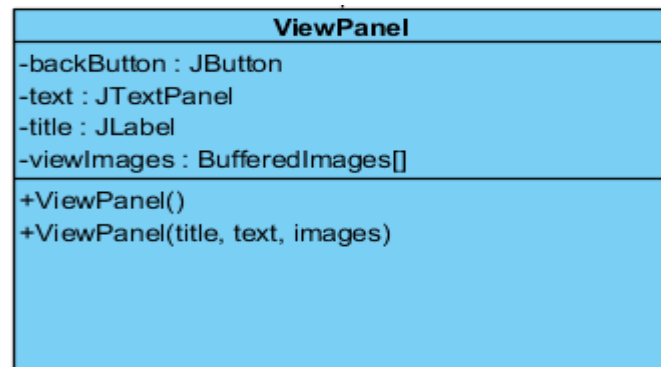 ViewPanel
-backButton : JButton
-text : JTextPanel
-title : JLabel
-viewImages : BufferedImages[]
+ViewPanel()
+ViewPanel(title, text, images)